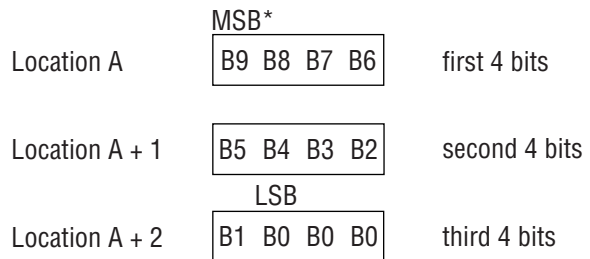 MSB*
Location A B9 B8 B7 B6 first 4 bits
Location A + 1 B5 B4 B3 B2 second 4 bits
LSB
Location A + 2 B1 B0 B0 B0 third 4 bits